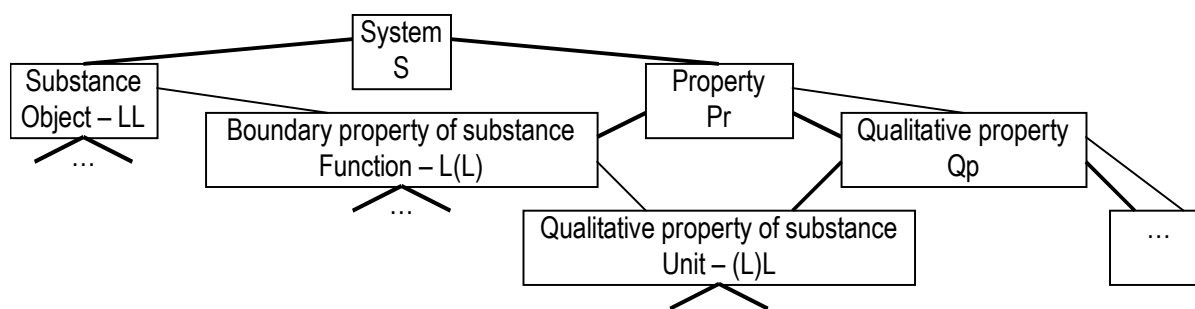 System
S
Substance
Object – LL
…
Property
Pr
Boundary property of substance
Function – L(L)
…
Qualitative property
Qp
Qualitative property of substance
Unit – (L)L
…